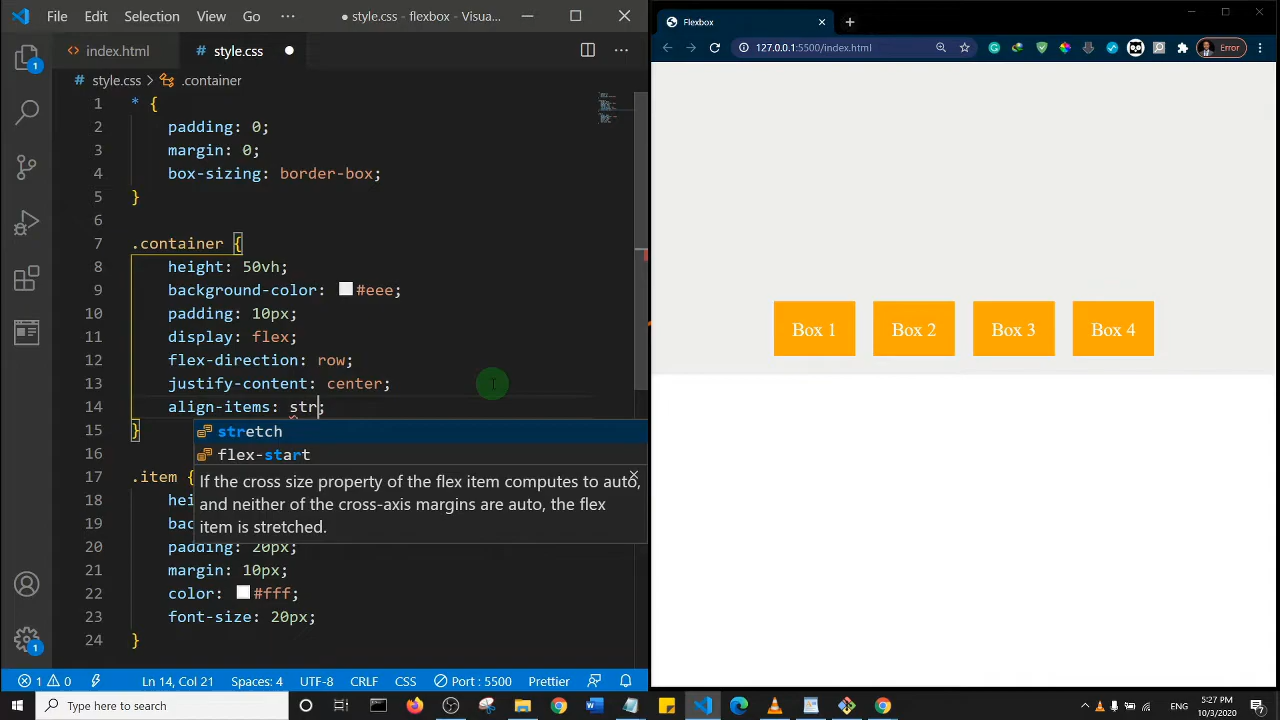 File Edit Selection View Go ··· ● style.css - flexbox - Visua...
index.html style.css ●
style.css > .container
1 * {
2 padding: 0;
3 margin: 0;
4 box-sizing: border-box;
5 }
6
7 .container {
8 height: 50vh;
9 background-color: #eee;
10 padding: 10px;
11 display: flex;
12 flex-direction: row;
13 justify-content: center;
14 align-items: str;
15 }
stretch
16
flex-start
17 .item {
If the cross size property of the flex item computes to auto,
18 hei
and neither of the cross-axis margins are auto, the flex
19 bac
item is stretched.
20 padding: 20px;
21 margin: 10px;
22 color: #fff;
23 font-size: 20px;
24 }
1
1
1 0 Ln 14, Col 21 Spaces: 4 UTF-8 CRLF CSS Port : 5500 Prettier
Flexbox
127.0.0.1:5500/index.html Error
Box 1 Box 2 Box 3 Box 4
Type here to search
5:27 PM
10/3/2020